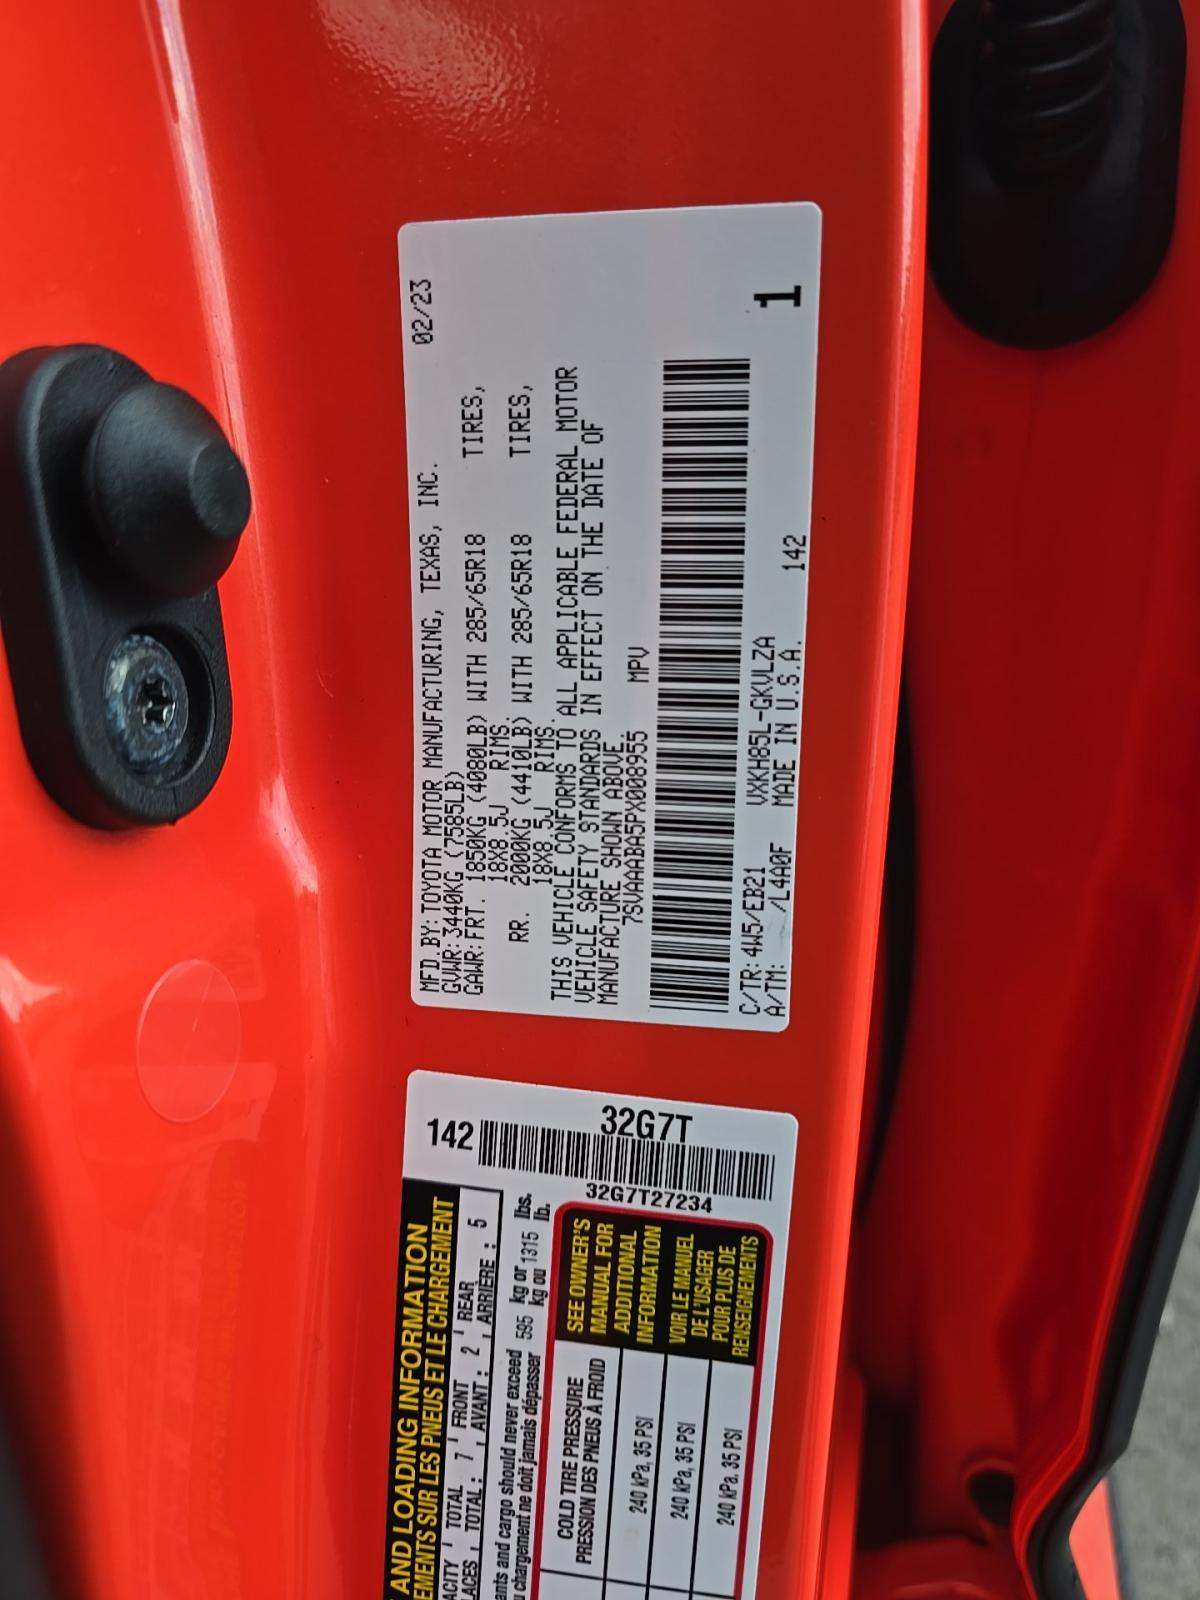 MFD.BY:TOYOTA MOTOR MANUFACTURING, TEXAS, INC. 02/23
GVWR:3440KG (7585LB)
GAWR:FRT. 1850KG (4080LB) WITH 285/65R18 TIRES,
18X8.5J RIMS.
RR. 2000KG (4410LB) WITH 285/65R18 TIRES,
18X8.5J RIMS.
THIS VEHICLE CONFORMS TO ALL APPLICABLE FEDERAL MOTOR
VEHICLE SAFETY STANDARDS IN EFFECT ON THE DATE OF
MANUFACTURE SHOWN ABOVE.
7SVAAABA5PX008955 MPV
1
C/TR:4W5/EB21 VXKH85L-GKVLZA
A/TM: /L4A0F MADE IN U.S.A. 142
142
32G7T
32G7T27234
AND LOADING INFORMATION
EMENTS SUR LES PNEUS ET LE CHARGEMENT
ACITY TOTAL 7 FRONT 2 REAR 5
LACES , TOTAL : 7 , AVANT : 2 , ARRIÈRE : 5
ants and cargo should never exceed 595 kg or 1315 lbs.
u chargement ne doit jamais dépasser 595 kg ou 1315 lb.
COLD TIRE PRESSURE
PRESSION DES PNEUS À FROID
240 kPa, 35 PSI
240 kPa, 35 PSI
240 kPa, 35 PSI
SEE OWNER'S
MANUAL FOR
ADDITIONAL
INFORMATION
VOIR LE MANUEL
DE L'USAGER
POUR PLUS DE
RENSEIGNEMENTS